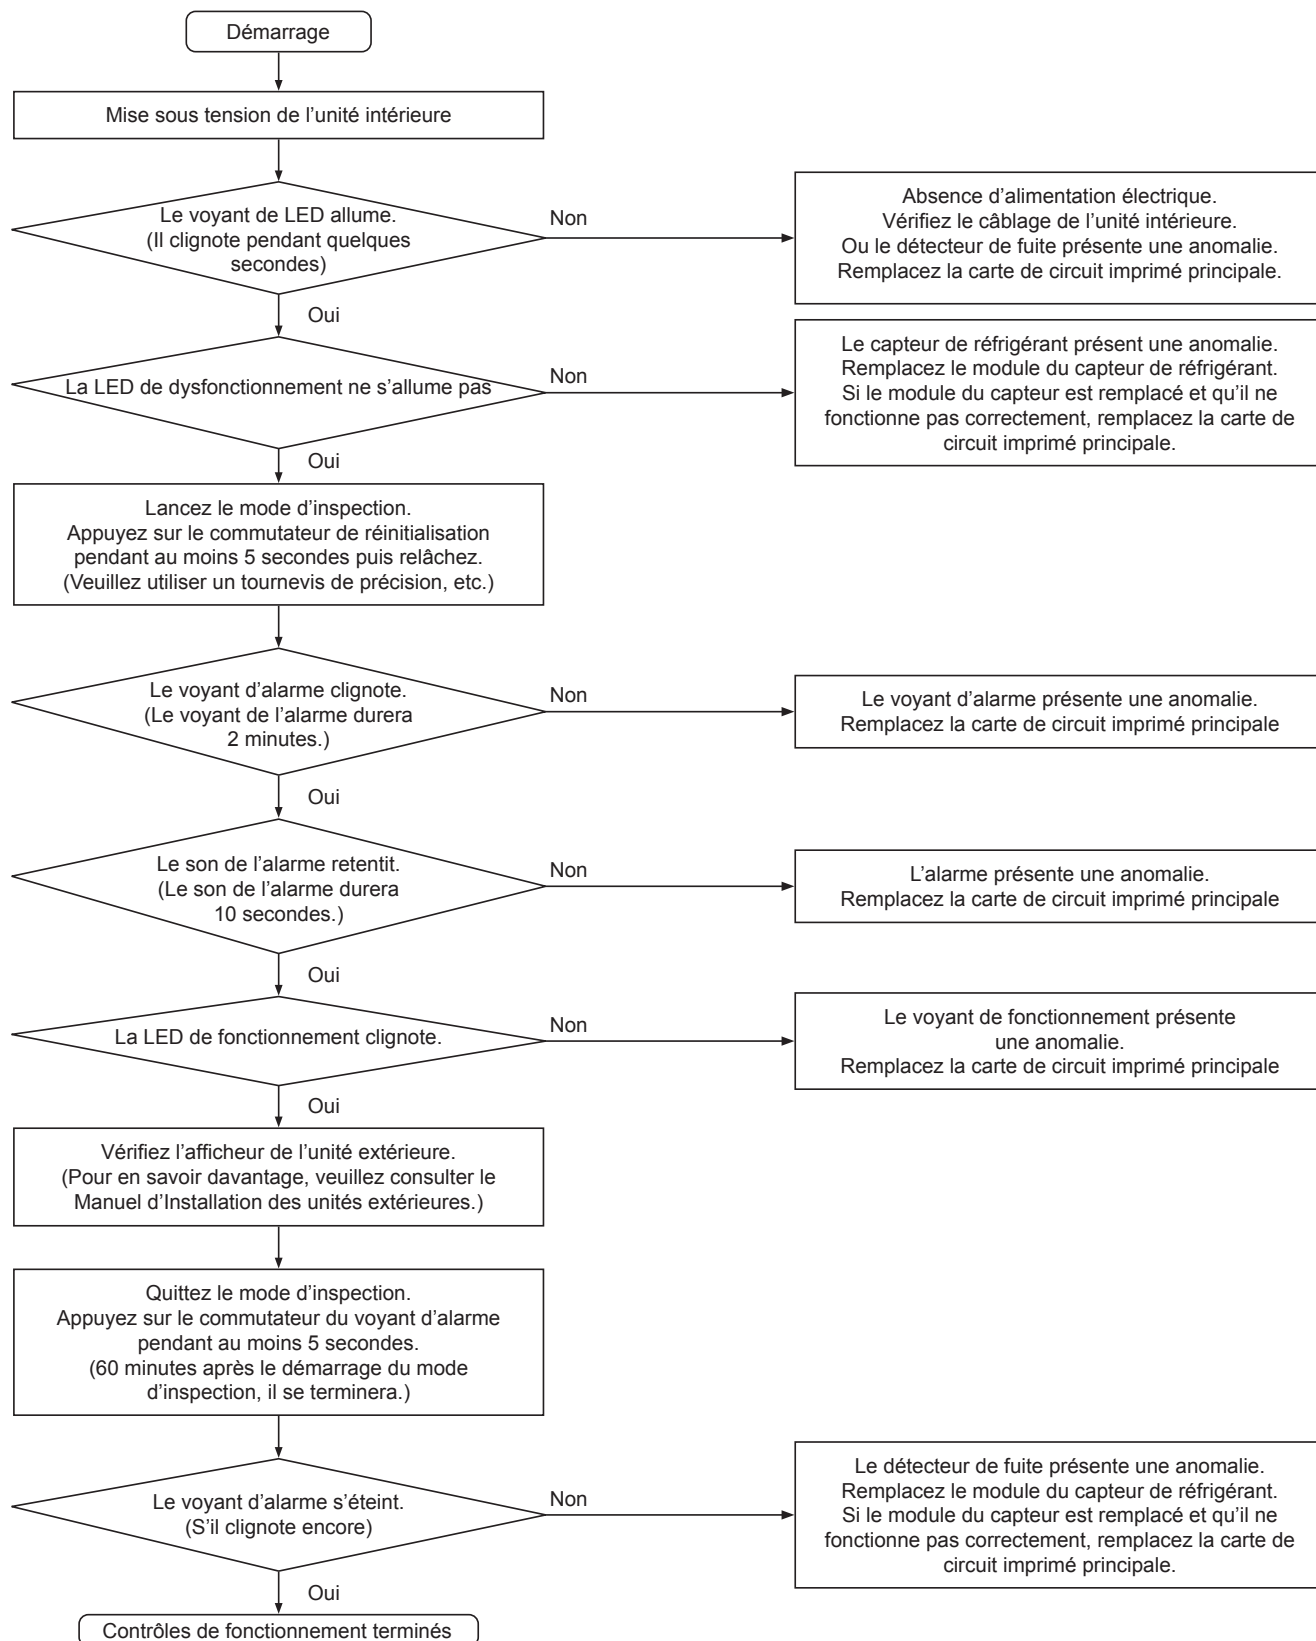 Démarrage
Mise sous tension de l'unité intérieure
Le voyant de LED allume.
(Il clignote pendant quelques
secondes)
Non
Absence d'alimentation électrique.
Vérifiez le câblage de l'unité intérieure.
Ou le détecteur de fuite présente une anomalie.
Remplacez la carte de circuit imprimé principale.
Oui
La LED de dysfonctionnement ne s'allume pas
Non
Le capteur de réfrigérant présent une anomalie.
Remplacez le module du capteur de réfrigérant.
Si le module du capteur est remplacé et qu'il ne
fonctionne pas correctement, remplacez la carte de
circuit imprimé principale.
Oui
Lancez le mode d'inspection.
Appuyez sur le commutateur de réinitialisation
pendant au moins 5 secondes puis relâchez.
(Veuillez utiliser un tournevis de précision, etc.)
Le voyant d'alarme clignote.
(Le voyant de l'alarme durera
2 minutes.)
Non
Le voyant d'alarme présente une anomalie.
Remplacez la carte de circuit imprimé principale
Oui
Le son de l'alarme retentit.
(Le son de l'alarme durera
10 secondes.)
Non
L'alarme présente une anomalie.
Remplacez la carte de circuit imprimé principale
Oui
La LED de fonctionnement clignote.
Non
Le voyant de fonctionnement présente
une anomalie.
Remplacez la carte de circuit imprimé principale
Oui
Vérifiez l'afficheur de l'unité extérieure.
(Pour en savoir davantage, veuillez consulter le
Manuel d'Installation des unités extérieures.)
Quittez le mode d'inspection.
Appuyez sur le commutateur du voyant d'alarme
pendant au moins 5 secondes.
(60 minutes après le démarrage du mode
d'inspection, il se terminera.)
Le voyant d'alarme s'éteint.
(S'il clignote encore)
Non
Le détecteur de fuite présente une anomalie.
Remplacez le module du capteur de réfrigérant.
Si le module du capteur est remplacé et qu'il ne
fonctionne pas correctement, remplacez la carte de
circuit imprimé principale.
Oui
Contrôles de fonctionnement terminés